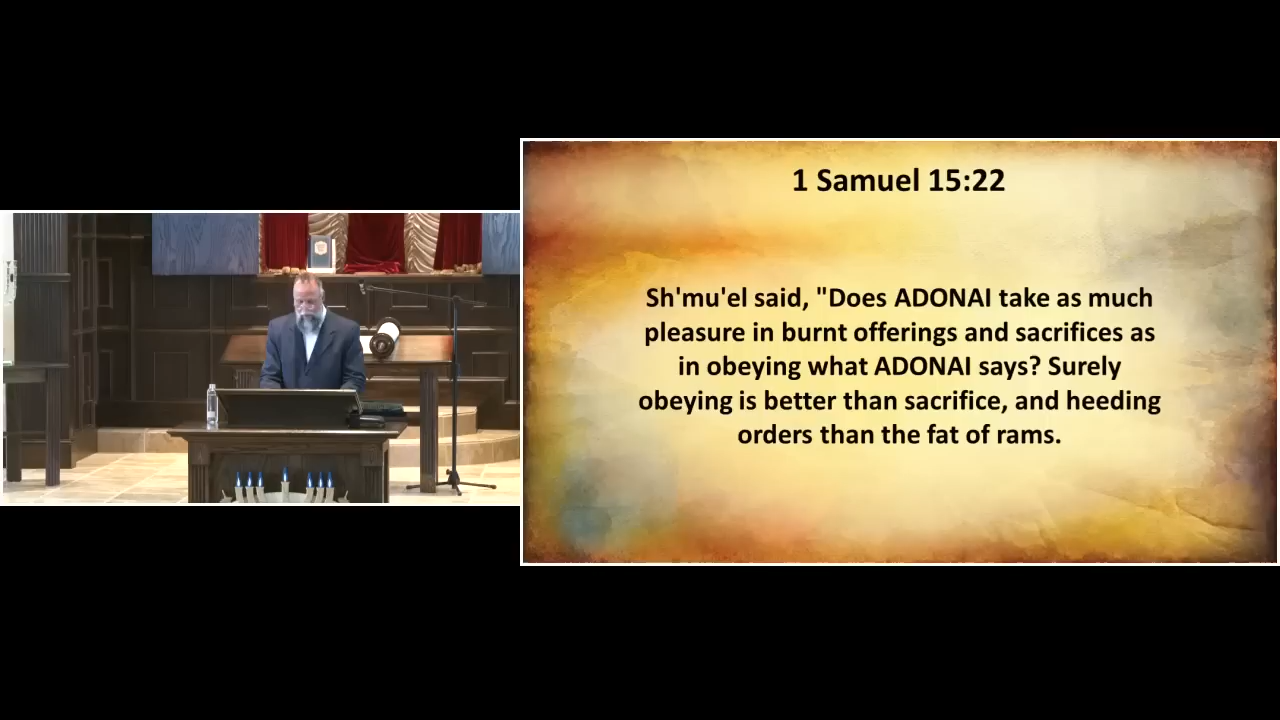 1 Samuel 15:22
Sh'mu'el said, "Does ADONAI take as much
pleasure in burnt offerings and sacrifices as
in obeying what ADONAI says? Surely
obeying is better than sacrifice, and heeding
orders than the fat of rams.